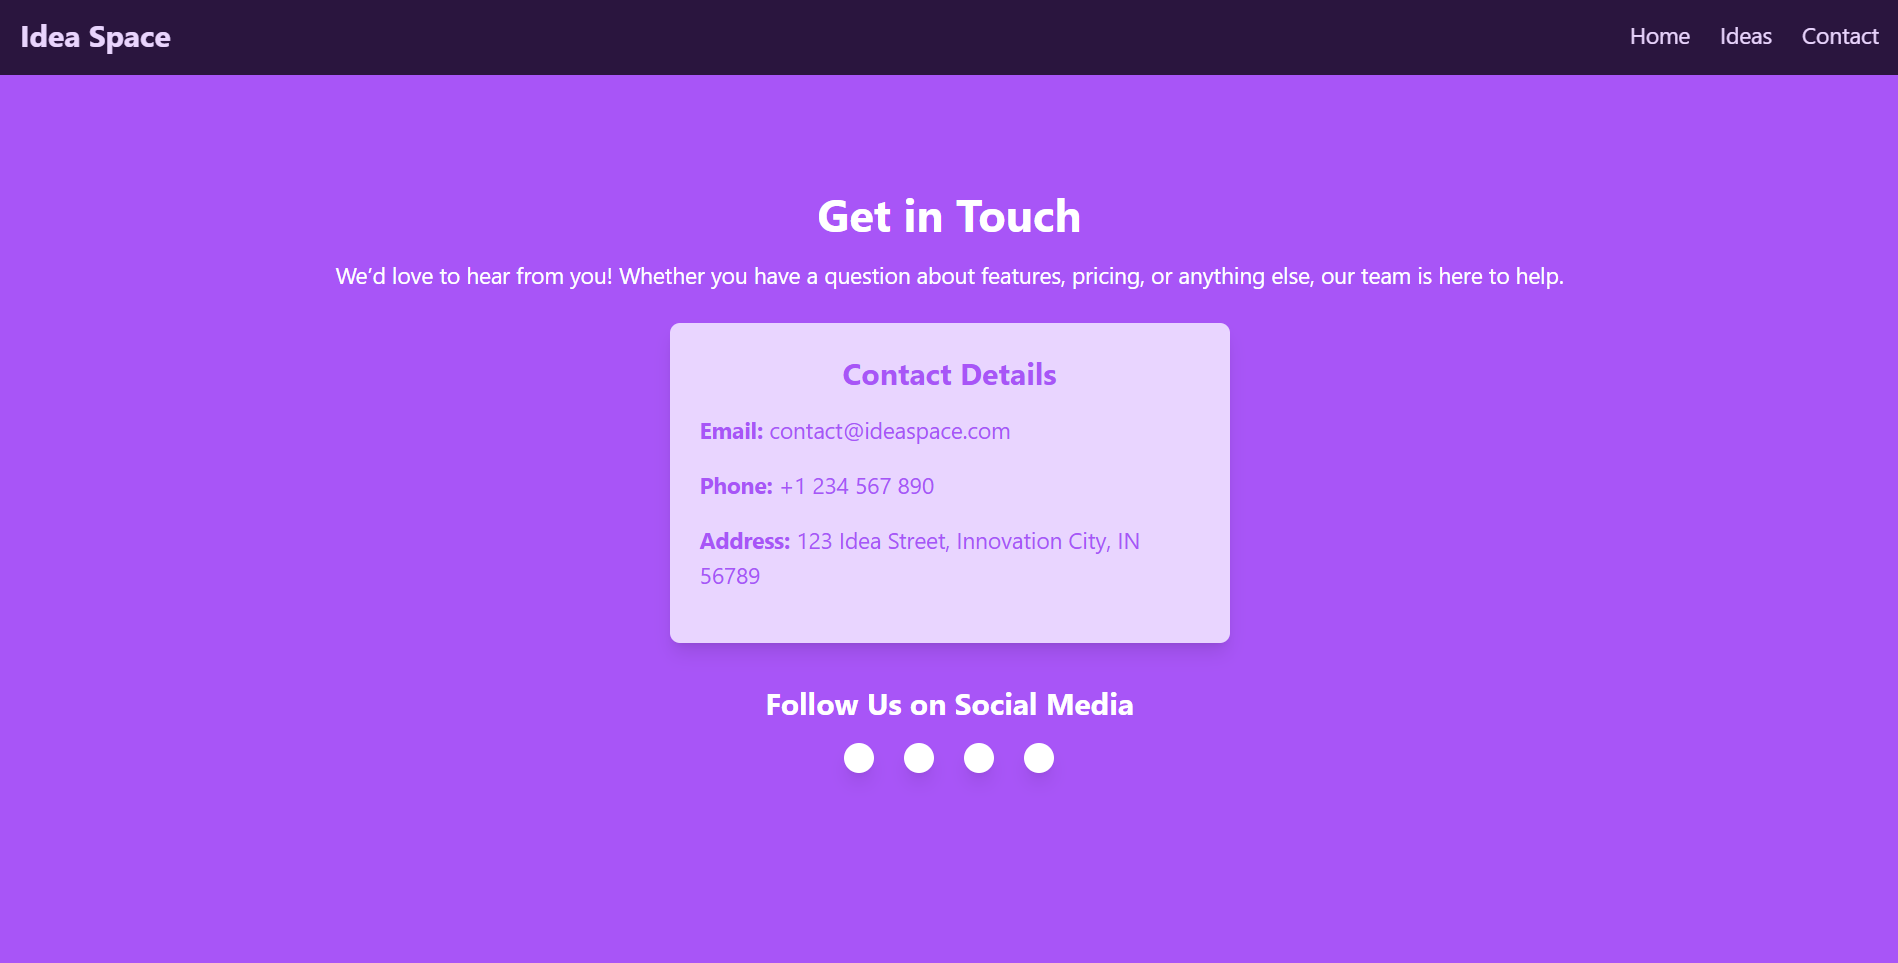 Idea Space
Home Ideas Contact
Get in Touch
We’d love to hear from you! Whether you have a question about features, pricing, or anything else, our team is here to help.
Contact Details
Email: contact@ideaspace.com
Phone: +1 234 567 890
Address: 123 Idea Street, Innovation City, IN
56789
Follow Us on Social Media